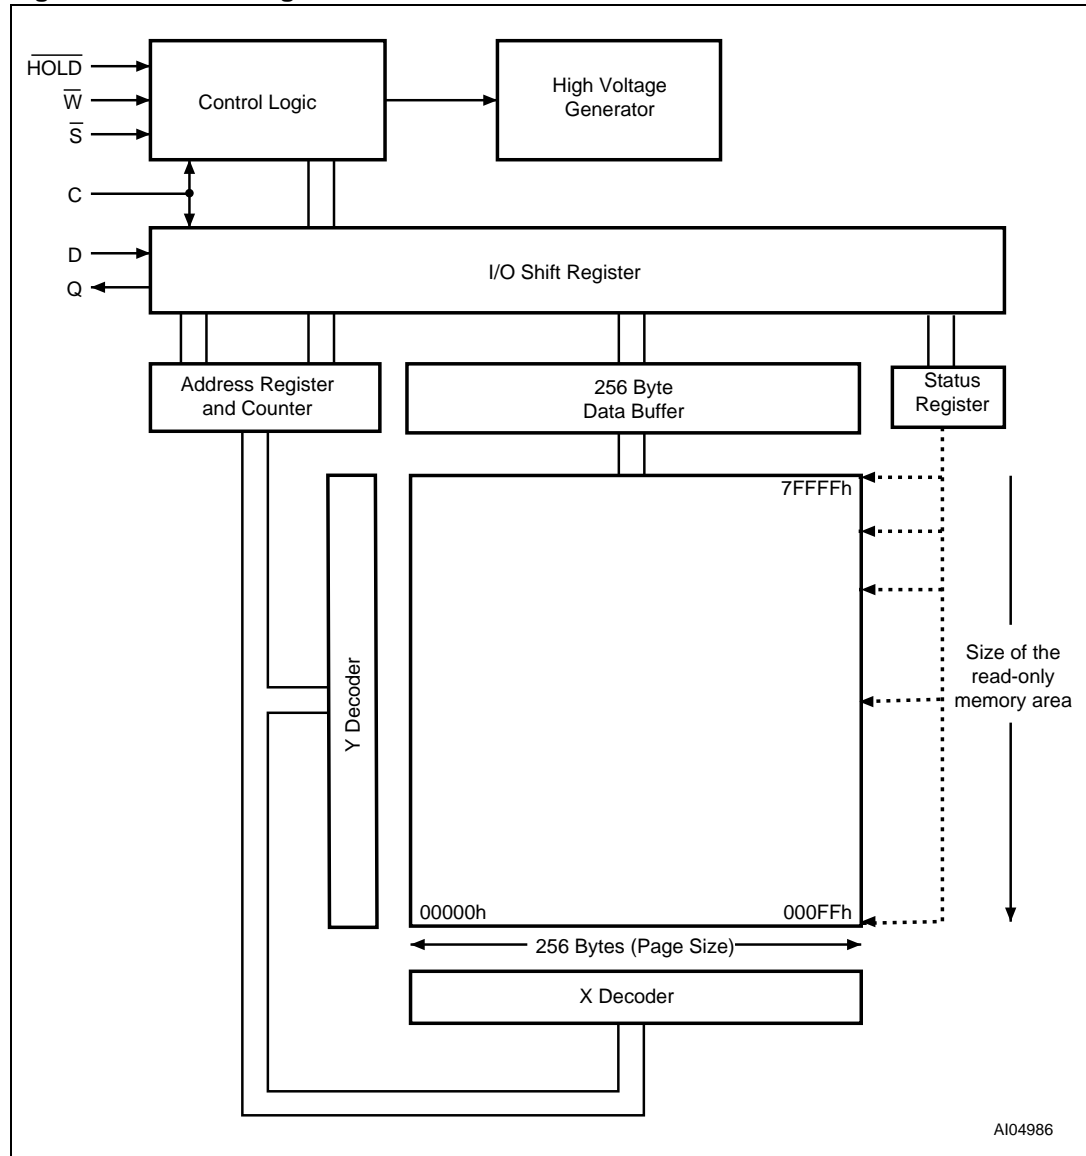 HOLD
W
S
C
D
Q
Control Logic
High Voltage
Generator
I/O Shift Register
Address Register
and Counter
256 Byte
Data Buffer
Status
Register
7FFFFh
Y Decoder
Size of the
read-only
memory area
00000h
000FFh
256 Bytes (Page Size)
X Decoder
AI04986